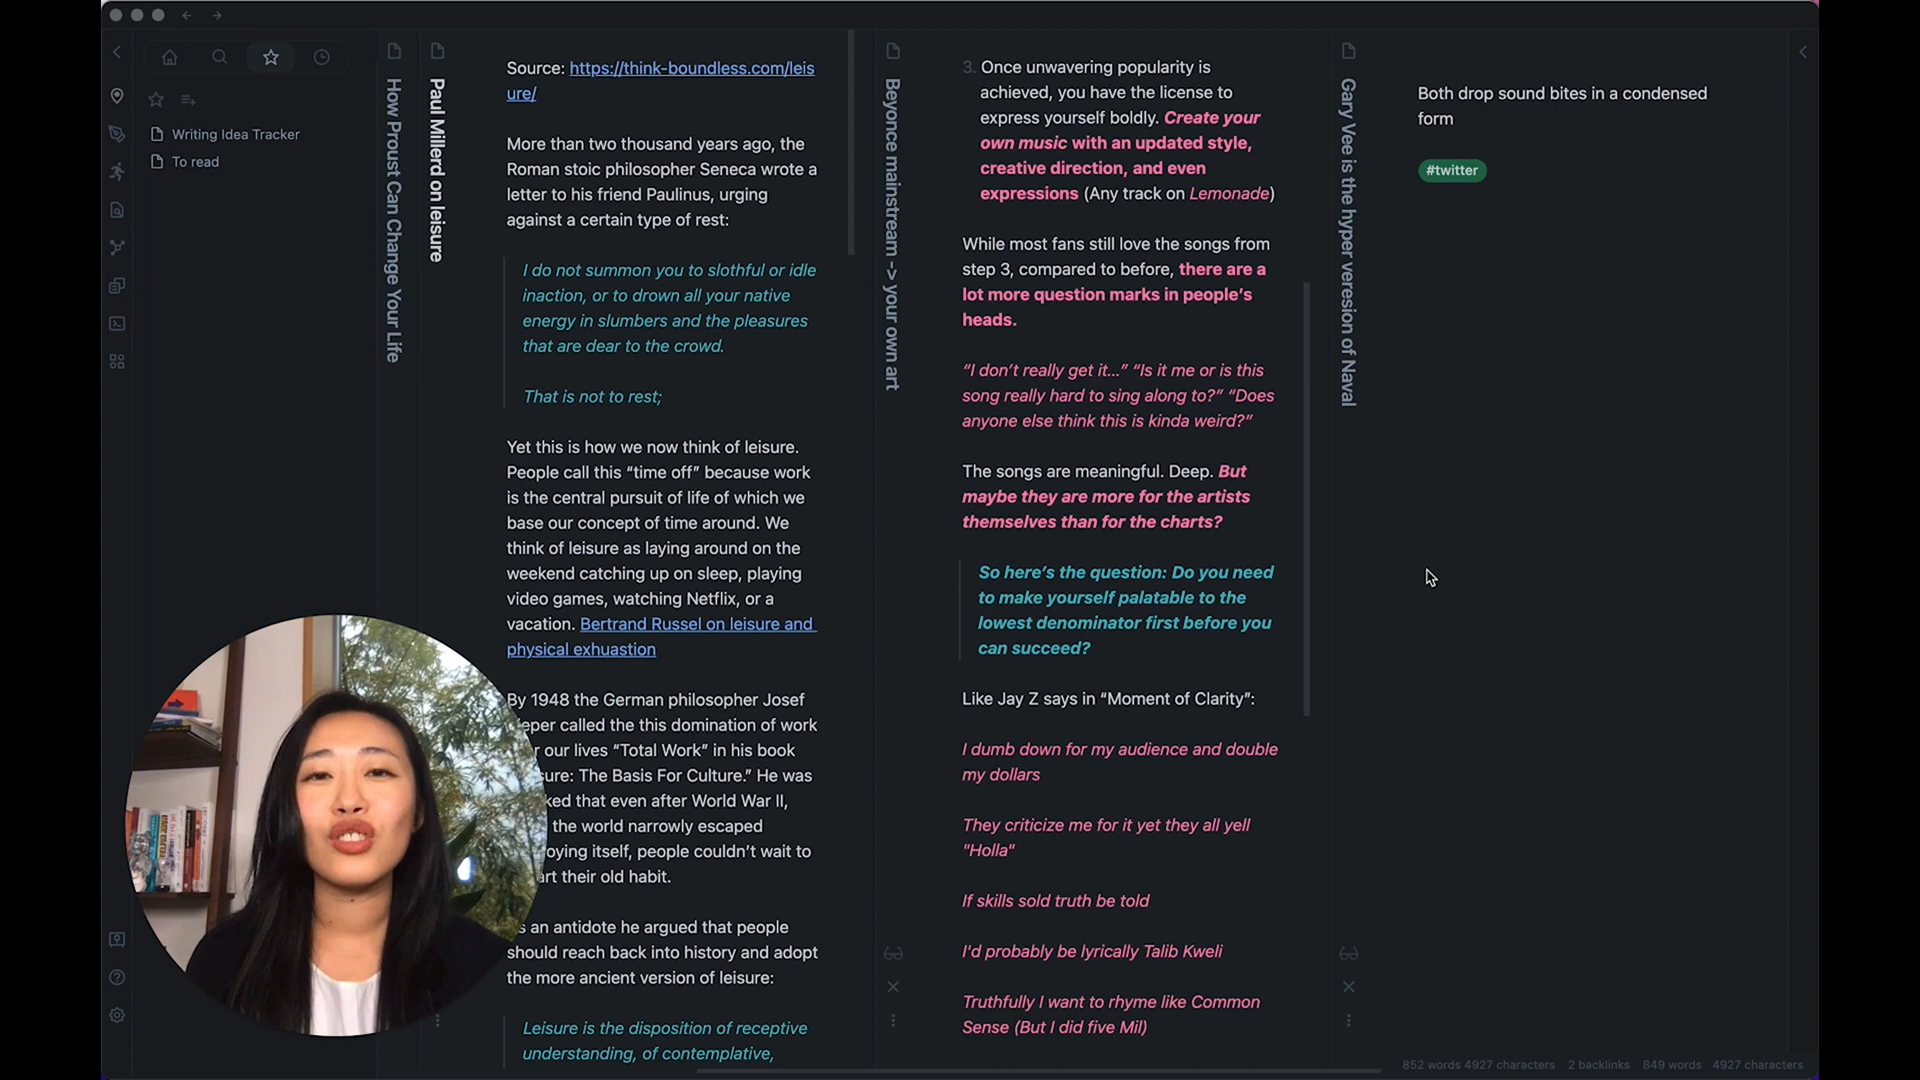 Writing Idea Tracker
To read
How Proust Can Change Your Life
Paul Millerd on leisure
Source: https://think-boundless.com/leis
ure/
More than two thousand years ago, the
Roman stoic philosopher Seneca wrote a
letter to his friend Paulinus, urging
against a certain type of rest:
I do not summon you to slothful or idle
inaction, or to drown all your native
energy in slumbers and the pleasures
that are dear to the crowd.
That is not to rest;
Yet this is how we now think of leisure.
People call this “time off” because work
is the central pursuit of life of which we
base our concept of time around. We
think of leisure as laying around on the
weekend catching up on sleep, playing
video games, watching Netflix, or a
vacation. Bertrand Russel on leisure and
physical exhuastion
By 1948 the German philosopher Josef
eper called the this domination of work
r our lives “Total Work” in his book
sure: The Basis For Culture.” He was
ked that even after World War II,
the world narrowly escaped
oying itself, people couldn’t wait to
art their old habit.
s an antidote he argued that people
should reach back into history and adopt
the more ancient version of leisure:
Leisure is the disposition of receptive
understanding, of contemplative,
Beyonce mainstream -> your own art
3. Once unwavering popularity is
achieved, you have the license to
express yourself boldly. Create your
own music with an updated style,
creative direction, and even
expressions (Any track on Lemonade)
While most fans still love the songs from
step 3, compared to before, there are a
lot more question marks in people’s
heads.
“I don’t really get it…” “Is it me or is this
song really hard to sing along to?” “Does
anyone else think this is kinda weird?”
The songs are meaningful. Deep. But
maybe they are more for the artists
themselves than for the charts?
So here’s the question: Do you need
to make yourself palatable to the
lowest denominator first before you
can succeed?
Like Jay Z says in “Moment of Clarity”:
I dumb down for my audience and double
my dollars
They criticize me for it yet they all yell
"Holla"
If skills sold truth be told
I'd probably be lyrically Talib Kweli
Truthfully I want to rhyme like Common
Sense (But I did five Mil)
Gary Vee is the hyper veresion of Naval
Both drop sound bites in a condensed
form
#twitter
852 words 4927 characters 2 backlinks 849 words 4927 characters